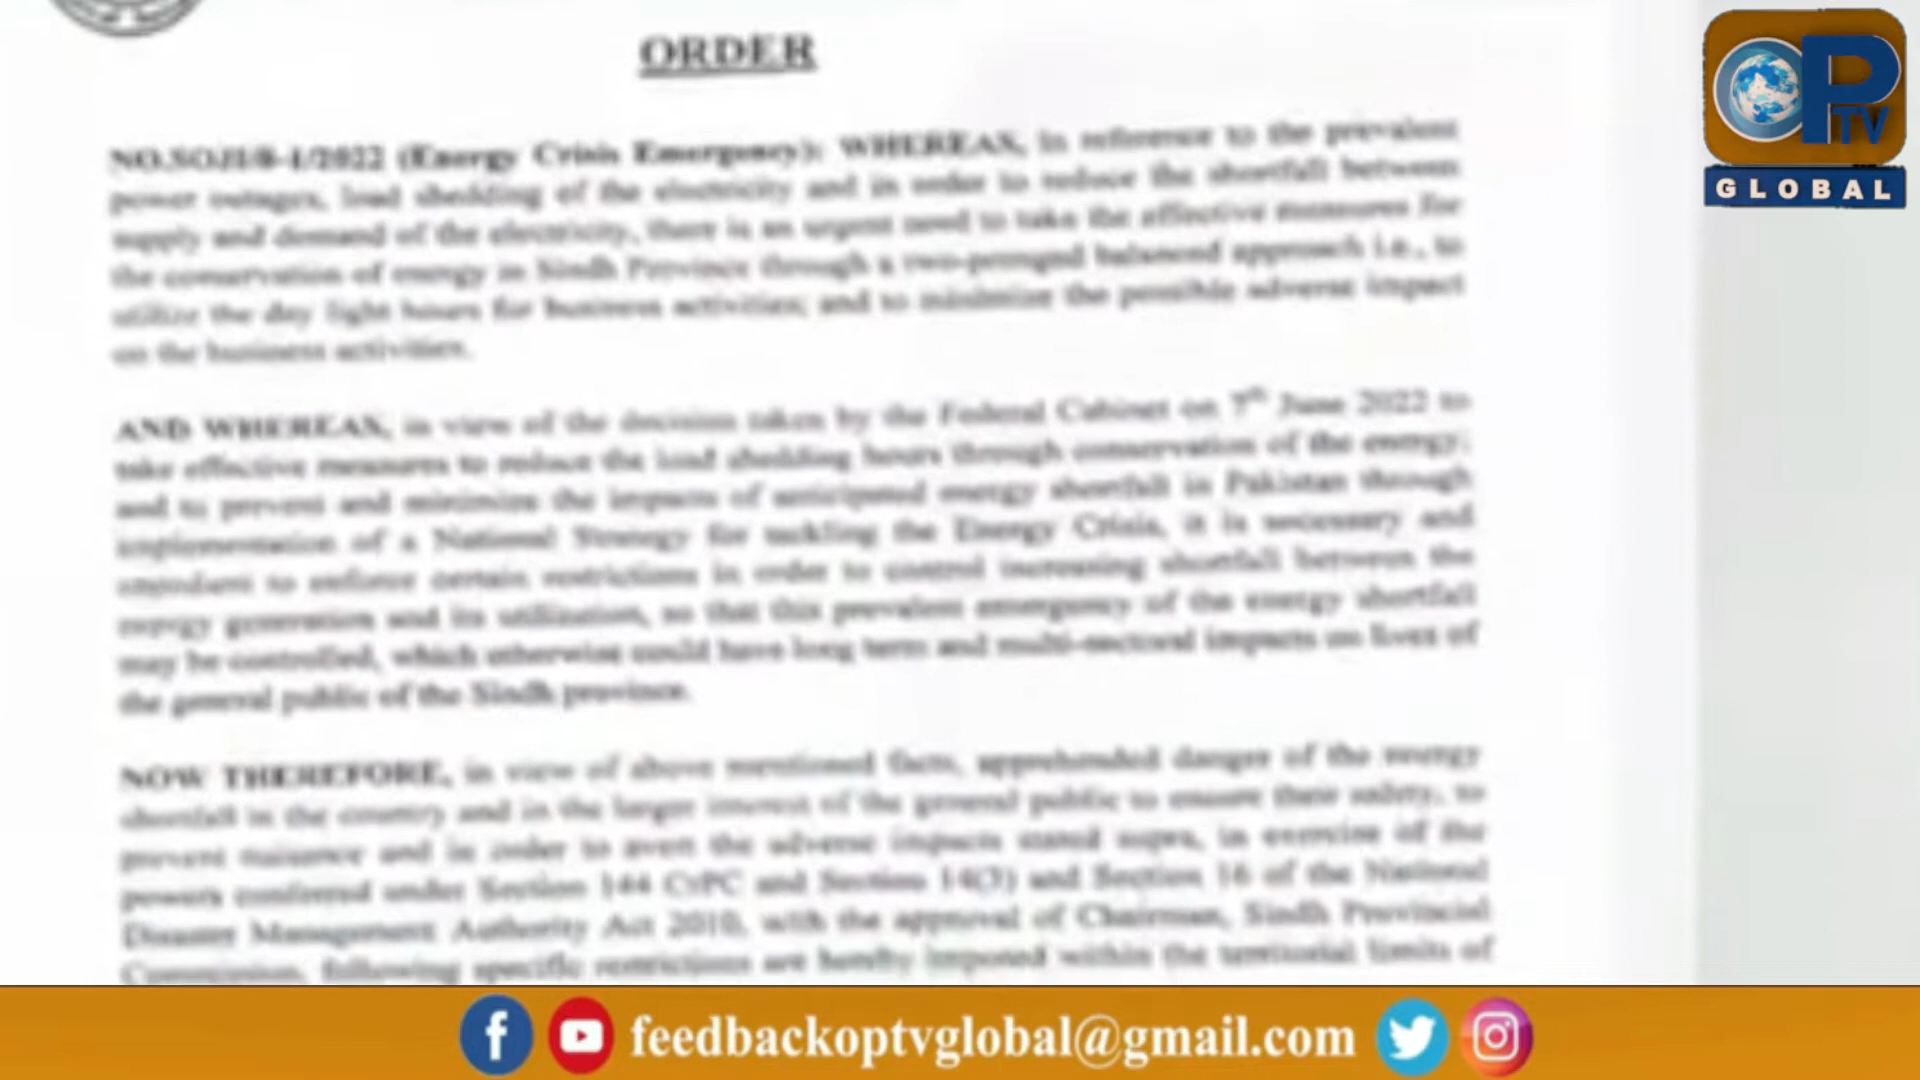 ORDER
NO.SOJI/8-1/2022 (Energy Crisis Emergency): WHEREAS, in reference to the prevalent
power outages, load shedding of the electricity and in order to reduce the shortfall between
supply and demand of the electricity, there is an urgent need to take the effective measures for
the conservation of energy in Sindh Province through a two-pronged balanced approach i.e., to
utilize the day light hours for business activities; and to minimize the possible adverse impact
on the business activities.
AND WHEREAS, in view of the decision taken by the Federal Cabinet on 7th June 2022 to
take effective measures to reduce the load shedding hours through conservation of the energy;
and to prevent and minimize the impacts of anticipated energy shortfall in Pakistan through
implementation of a National Strategy for tackling the Energy Crisis, it is necessary and
to enforce certain restrictions in order to control increasing shortfall between the
energy generation and its utilization, so that this prevalent emergency of the energy shortfall
may be controlled, which otherwise could have long term and multi-sectoral impacts on lives of
the general public of the Sindh province.
NOW THEREFORE, in view of above mentioned facts, apprehended danger of the energy
shortfall in the country and in the larger interest of the general public to ensure their safety, to
prevent nuisance and in order to avert the adverse impacts stated supra, in exercise of the
powers conferred under Section 144 CrPC and Section 14(3) and Section 16 of the National
Disaster Management Authority Act 2010, with the approval of Chairman, Sindh Provincial
Commission, following specific restrictions are hereby imposed within the territorial limits of
OPTV
GLOBAL
feedbackoptvglobal@gmail.com